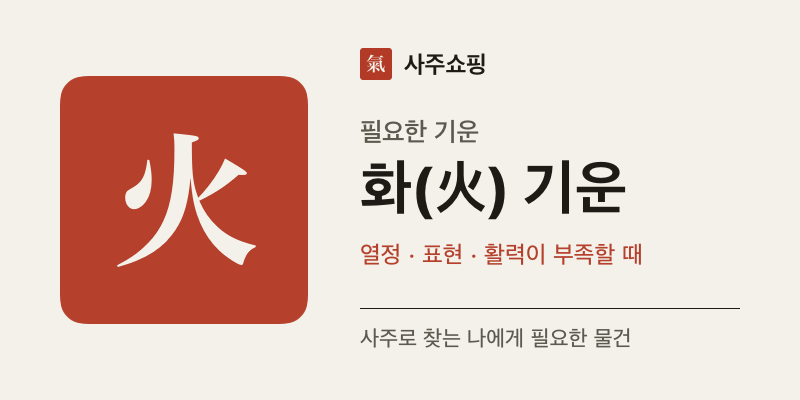 火
氣 사주쇼핑
필요한 기운
화(火) 기운
열정 · 표현 · 활력이 부족할 때
사주로 찾는 나에게 필요한 물건